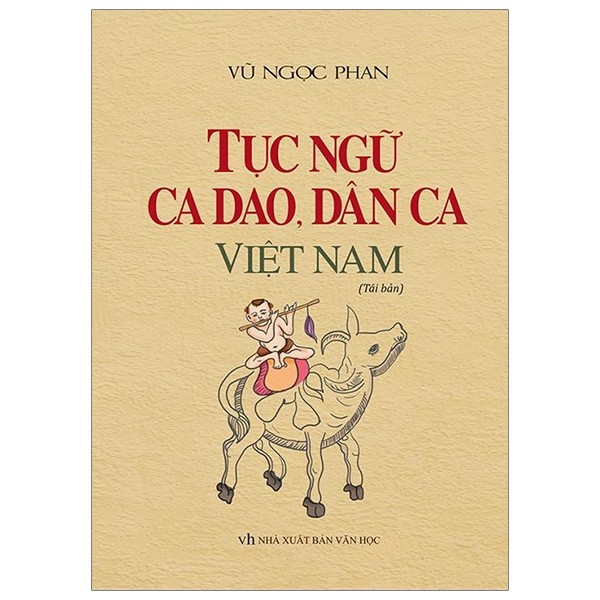 VŨ NGỌC PHAN
TỤC NGỮ
CA DAO, DÂN CA
VIỆT NAM
(Tái bản)
vh NHÀ XUẤT BẢN VĂN HỌC